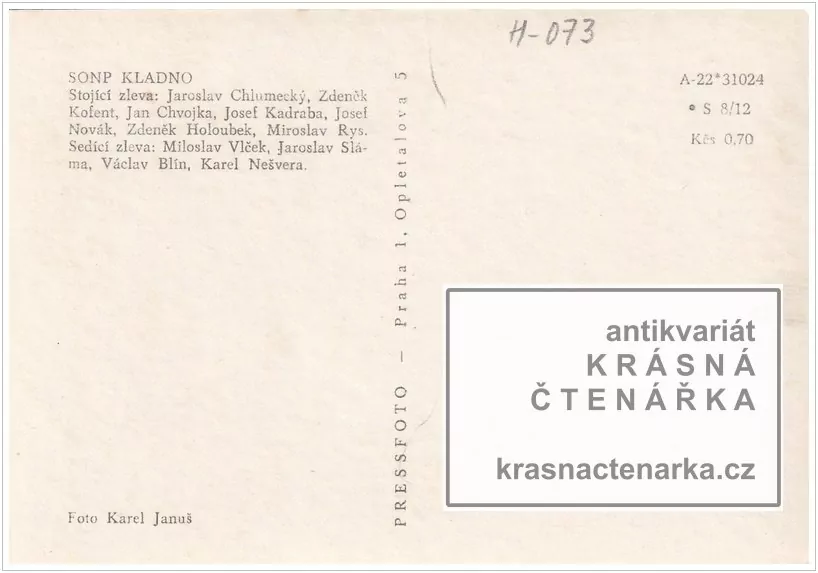 H-073
SONP KLADNO
Stojící zleva: Jaroslav Chlumecký, Zdeněk
Kofent, Jan Chvojka, Josef Kadraba, Josef
Novák, Zdeněk Holoubek, Miroslav Rys.
Sedící zleva: Miloslav Vlček, Jaroslav Slá-
ma, Václav Blín, Karel Nešvera.
Foto Karel Januš
PRESSFOTO — Praha 1, Opletalova 5
A-22*31024
* S 8/12
Kčs 0,70
antikvariát
KRÁSNÁ
ČTENÁŘKA
krasnactenarka.cz